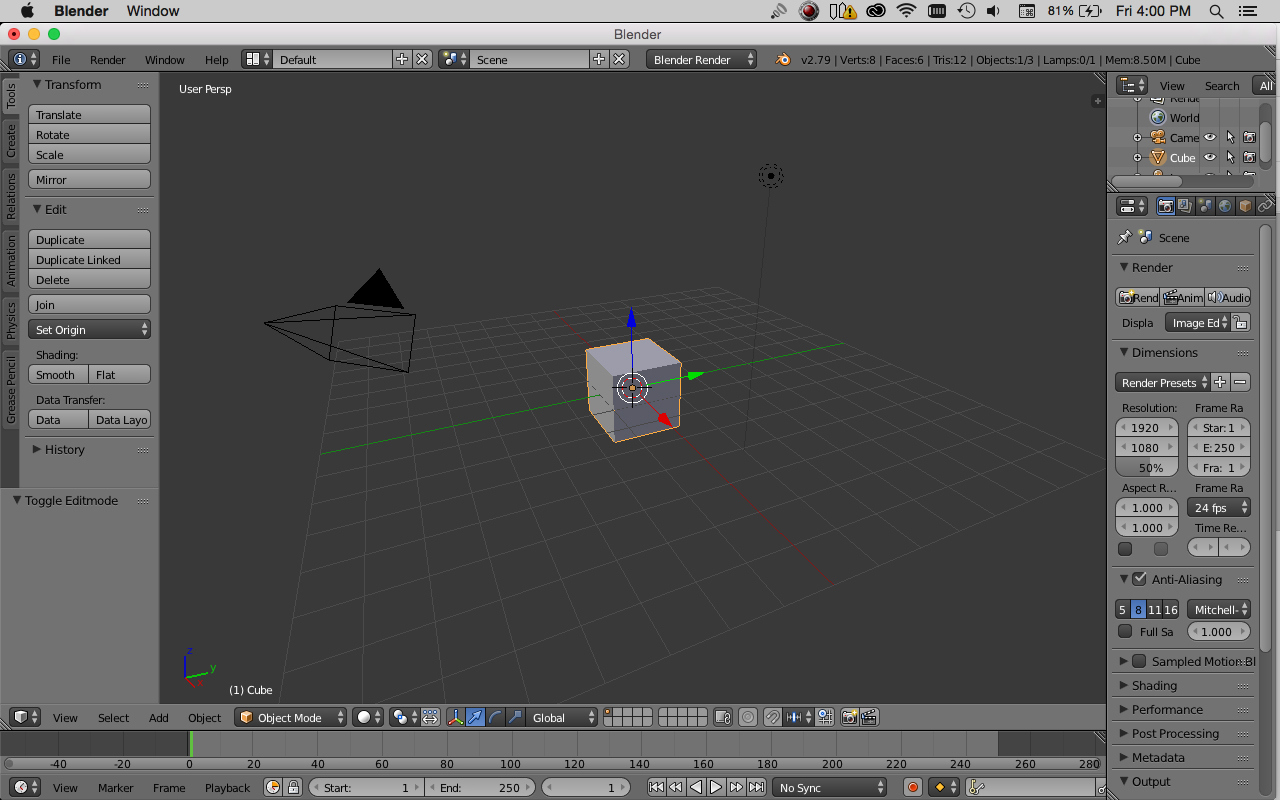 Blender Window 81% Fri 4:00 PM
Blender
File Render Window Help Default Scene Blender Render v2.79 | Verts:8 | Faces:6 | Tris:12 | Objects:1/3 | Lamps:0/1 | Mem:8.50M | Cube
Tools
Create
Relations
Animation
Physics
Grease Pencil
Transform
Translate
Rotate
Scale
Mirror
Edit
Duplicate
Duplicate Linked
Delete
Join
Set Origin
Shading:
Smooth Flat
Data Transfer:
Data Data Layo
History
Toggle Editmode
User Persp
z
y
(1) Cube
View Search All
World
Came
Cube
Scene
Render
Rend Anim Audio
Displa Image Ed
Dimensions
Render Presets
Resolution: Frame Ra
1920 Star: 1
1080 E: 250
50% Fra: 1
Aspect R... Frame Ra
1.000 24 fps
1.000 Time Re...
Anti-Aliasing
5 8 11 16 Mitchell-
Full Sa 1.000
Sampled Motion Bl
Shading
Performance
Post Processing
Metadata
Output
View Select Add Object Object Mode Global
-40 -20 0 20 40 60 80 100 120 140 160 180 200 220 240 260 280
View Marker Frame Playback Start: 1 End: 250 1 No Sync